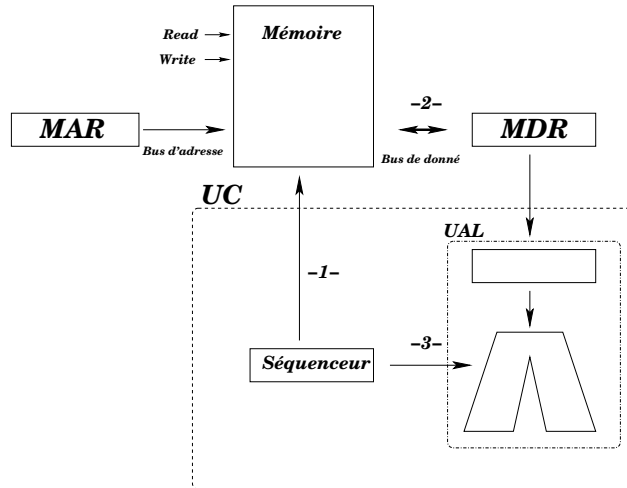 Read
Write
Mémoire
MAR
Bus d'adresse
–2–
Bus de donné
MDR
UC
UAL
–1–
Séquenceur
–3–